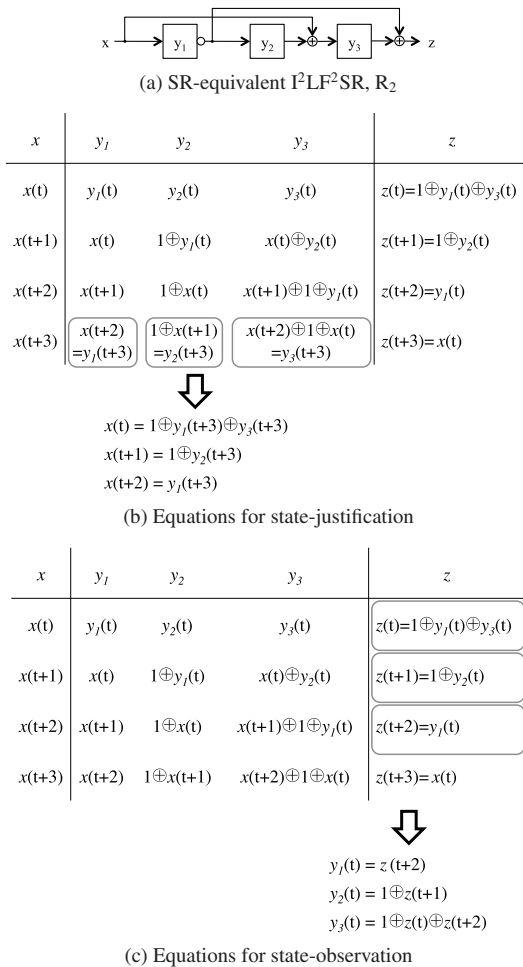 x y₁ y₂ y₃ z
(a) SR-equivalent I²LF²SR, R₂
x y₁ y₂ y₃ z
x(t) y₁(t) y₂(t) y₃(t) z(t)=1⊕y₁(t)⊕y₃(t)
x(t+1) x(t) 1⊕y₁(t) x(t)⊕y₂(t) z(t+1)=1⊕y₂(t)
x(t+2) x(t+1) 1⊕x(t) x(t+1)⊕1⊕y₁(t) z(t+2)=y₁(t)
x(t+3) x(t+2) 1⊕x(t+1) x(t+2)⊕1⊕x(t) z(t+3)=x(t)
=y₁(t+3) =y₂(t+3) =y₃(t+3)
x(t) = 1⊕y₁(t+3)⊕y₃(t+3)
x(t+1) = 1⊕y₂(t+3)
x(t+2) = y₁(t+3)
(b) Equations for state-justification
x y₁ y₂ y₃ z
x(t) y₁(t) y₂(t) y₃(t) z(t)=1⊕y₁(t)⊕y₃(t)
x(t+1) x(t) 1⊕y₁(t) x(t)⊕y₂(t) z(t+1)=1⊕y₂(t)
x(t+2) x(t+1) 1⊕x(t) x(t+1)⊕1⊕y₁(t) z(t+2)=y₁(t)
x(t+3) x(t+2) 1⊕x(t+1) x(t+2)⊕1⊕x(t) z(t+3)=x(t)
y₁(t) = z(t+2)
y₂(t) = 1⊕z(t+1)
y₃(t) = 1⊕z(t)⊕z(t+2)
(c) Equations for state-observation